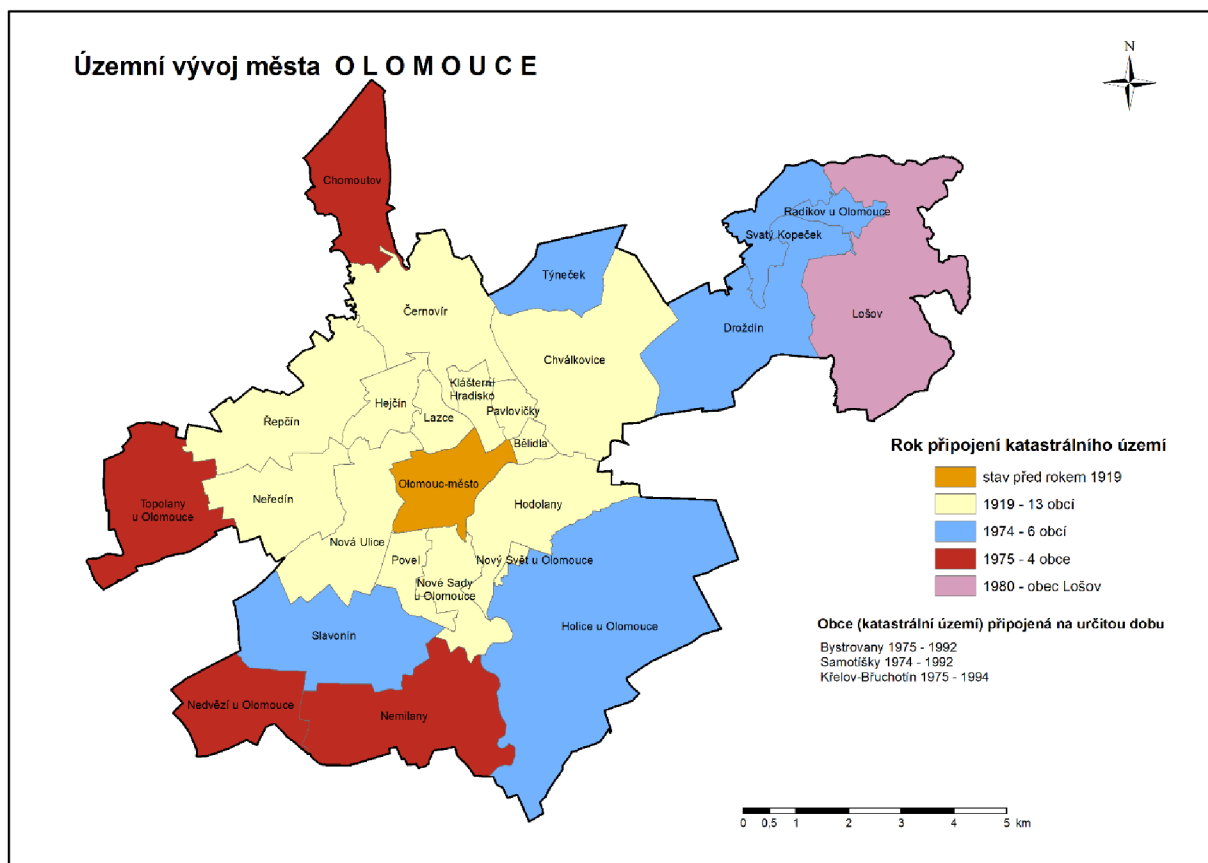 Územní vývoj města O L O M O U C E
N
Chomoutov
Radíkov u Olomouce
Svatý Kopeček
Týneček
Černovír
Lošov
Droždín
Chválkovice
Klášterní
Hradisko
Hejčín
Pavlovičky
Lazce
Řepčín
Bělidla
Olomouc-město
Neředín
Topolany
u Olomouce
Hodolany
Nová Ulice
Povel
Nový Svět u Olomouce
Nové Sady
u Olomouce
Holice u Olomouce
Slavonín
Nedvězí u Olomouce
Nemilany
Rok připojení katastrálního území
stav před rokem 1919
1919 - 13 obcí
1974 - 6 obcí
1975 - 4 obce
1980 - obec Lošov
Obce (katastrální území) připojená na určitou dobu
Bystrovany 1975 - 1992
Samotíšky 1974 - 1992
Křelov-Břuchotín 1975 - 1994
0 0,5 1 2 3 4 5 km